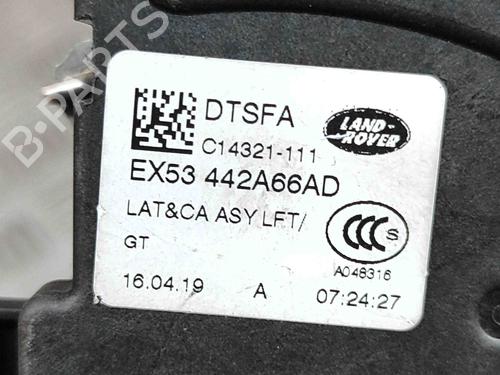 B-PARTS
DTSFA
LAND ROVER
C14321-111
EX53 442A66AD
LAT&CA ASY LFT/
GT
CCC S
A048316
16.04.19 A 07:24:27